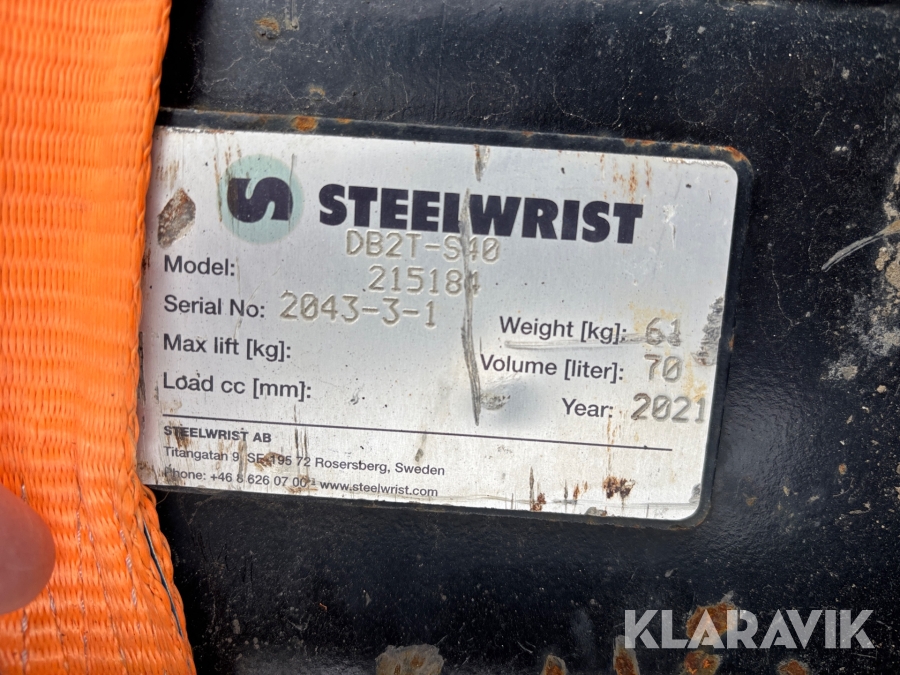 STEELWRIST
DB2T-S40
Model: 215184
Serial No: 2043-3-1
Max lift [kg]:
Load cc [mm]:
Weight [kg]: 61
Volume [liter]: 70
Year: 2021
STEELWRIST AB
Titangatan 9, SE-195 72 Rosersberg, Sweden
Phone: +46 8 626 07 00 www.steelwrist.com
KLARAVIK